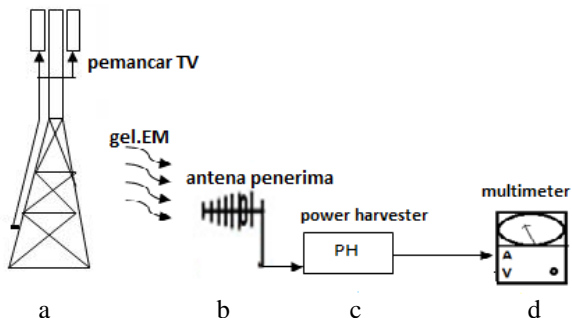 pemancar TV
gel.EM
antena penerima
power harvester
multimeter
PH
A
V
a b c d